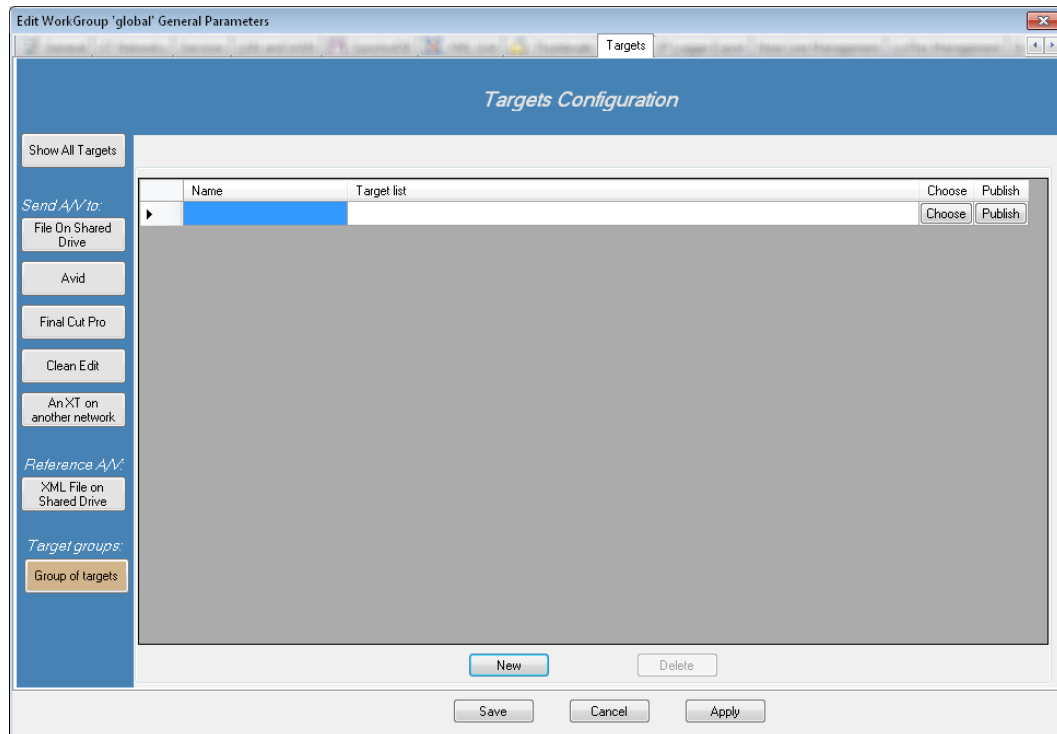 Edit WorkGroup 'global' General Parameters
Targets
Targets Configuration
Show All Targets
Send A/V to:
File On Shared
Drive
Avid
Final Cut Pro
Clean Edit
An XT on
another network
Reference A/V:
XML File on
Shared Drive
Target groups:
Group of targets
Name Target list Choose Publish
Choose Publish
New Delete
Save Cancel Apply